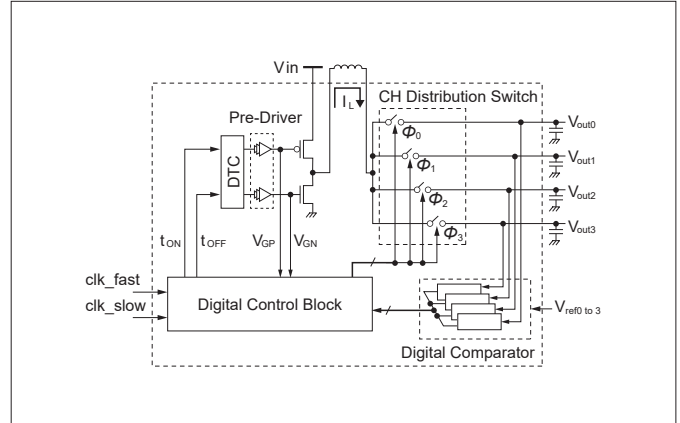 Vin
I L
CH Distribution Switch
Pre-Driver
Φ0
Vout0
DTC
Φ1
Vout1
Φ2
Vout2
Φ3
Vout3
tON
tOFF
VGP
VGN
clk_fast
clk_slow
Digital Control Block
Vref0 to 3
Digital Comparator